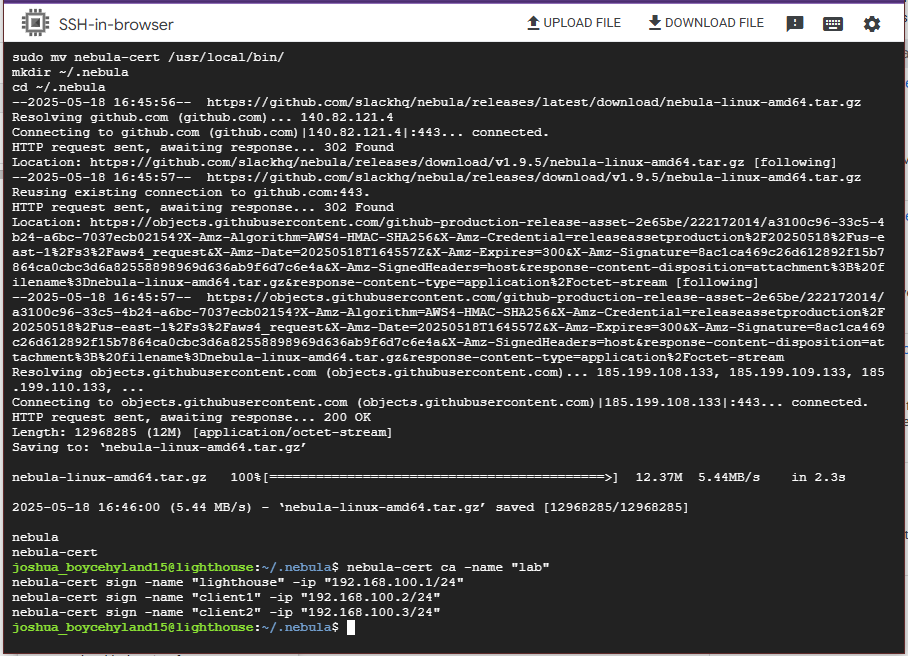 SSH-in-browser
UPLOAD FILE
DOWNLOAD FILE
sudo mv nebula-cert /usr/local/bin/
mkdir ~/.nebula
cd ~/.nebula
--2025-05-18 16:45:56--  https://github.com/slackhq/nebula/releases/latest/download/nebula-linux-amd64.tar.gz
Resolving github.com (github.com)... 140.82.121.4
Connecting to github.com (github.com)|140.82.121.4|:443... connected.
HTTP request sent, awaiting response... 302 Found
Location: https://github.com/slackhq/nebula/releases/download/v1.9.5/nebula-linux-amd64.tar.gz [following]
--2025-05-18 16:45:57--  https://github.com/slackhq/nebula/releases/download/v1.9.5/nebula-linux-amd64.tar.gz
Reusing existing connection to github.com:443.
HTTP request sent, awaiting response... 302 Found
Location: https://objects.githubusercontent.com/github-production-release-asset-2e65be/222172014/a3100c96-33c5-4
b24-a6bc-7037ecb02154?X-Amz-Algorithm=AWS4-HMAC-SHA256&X-Amz-Credential=releaseassetproduction%2F20250518%2Fus-e
ast-1%2Fs3%2Faws4_request&X-Amz-Date=20250518T164557Z&X-Amz-Expires=300&X-Amz-Signature=8ac1ca469c26d612892f15b7
864ca0cbc3d6a82558898969d636ab9f6d7c6e4a&X-Amz-SignedHeaders=host&response-content-disposition=attachment%3B%20f
ilename%3Dnebula-linux-amd64.tar.gz&response-content-type=application%2Foctet-stream [following]
--2025-05-18 16:45:57--  https://objects.githubusercontent.com/github-production-release-asset-2e65be/222172014/
a3100c96-33c5-4b24-a6bc-7037ecb02154?X-Amz-Algorithm=AWS4-HMAC-SHA256&X-Amz-Credential=releaseassetproduction%2F
20250518%2Fus-east-1%2Fs3%2Faws4_request&X-Amz-Date=20250518T164557Z&X-Amz-Expires=300&X-Amz-Signature=8ac1ca469
c26d612892f15b7864ca0cbc3d6a82558898969d636ab9f6d7c6e4a&X-Amz-SignedHeaders=host&response-content-disposition=at
tachment%3B%20filename%3Dnebula-linux-amd64.tar.gz&response-content-type=application%2Foctet-stream
Resolving objects.githubusercontent.com (objects.githubusercontent.com)... 185.199.108.133, 185.199.109.133, 185
.199.110.133, ...
Connecting to objects.githubusercontent.com (objects.githubusercontent.com)|185.199.108.133|:443... connected.
HTTP request sent, awaiting response... 200 OK
Length: 12968285 (12M) [application/octet-stream]
Saving to: ‘nebula-linux-amd64.tar.gz’
nebula-linux-amd64.tar.gz   100%[===========================================>]  12.37M  5.44MB/s    in 2.3s
2025-05-18 16:46:00 (5.44 MB/s) - ‘nebula-linux-amd64.tar.gz’ saved [12968285/12968285]
nebula
nebula-cert
joshua_boycehyland15@lighthouse:~/.nebula$ nebula-cert ca -name "lab"
nebula-cert sign -name "lighthouse" -ip "192.168.100.1/24"
nebula-cert sign -name "client1" -ip "192.168.100.2/24"
nebula-cert sign -name "client2" -ip "192.168.100.3/24"
joshua_boycehyland15@lighthouse:~/.nebula$